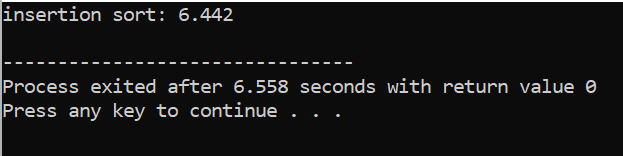 insertion sort: 6.442
--------------------------------
Process exited after 6.558 seconds with return value 0
Press any key to continue . . .